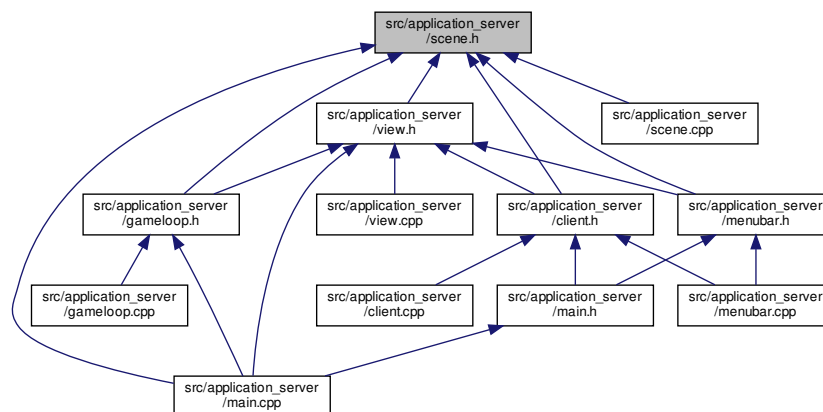 src/application_server
/scene.h
src/application_server
/view.h
src/application_server
/scene.cpp
src/application_server
/gameloop.h
src/application_server
/view.cpp
src/application_server
/client.h
src/application_server
/menubar.h
src/application_server
/gameloop.cpp
src/application_server
/client.cpp
src/application_server
/main.h
src/application_server
/menubar.cpp
src/application_server
/main.cpp